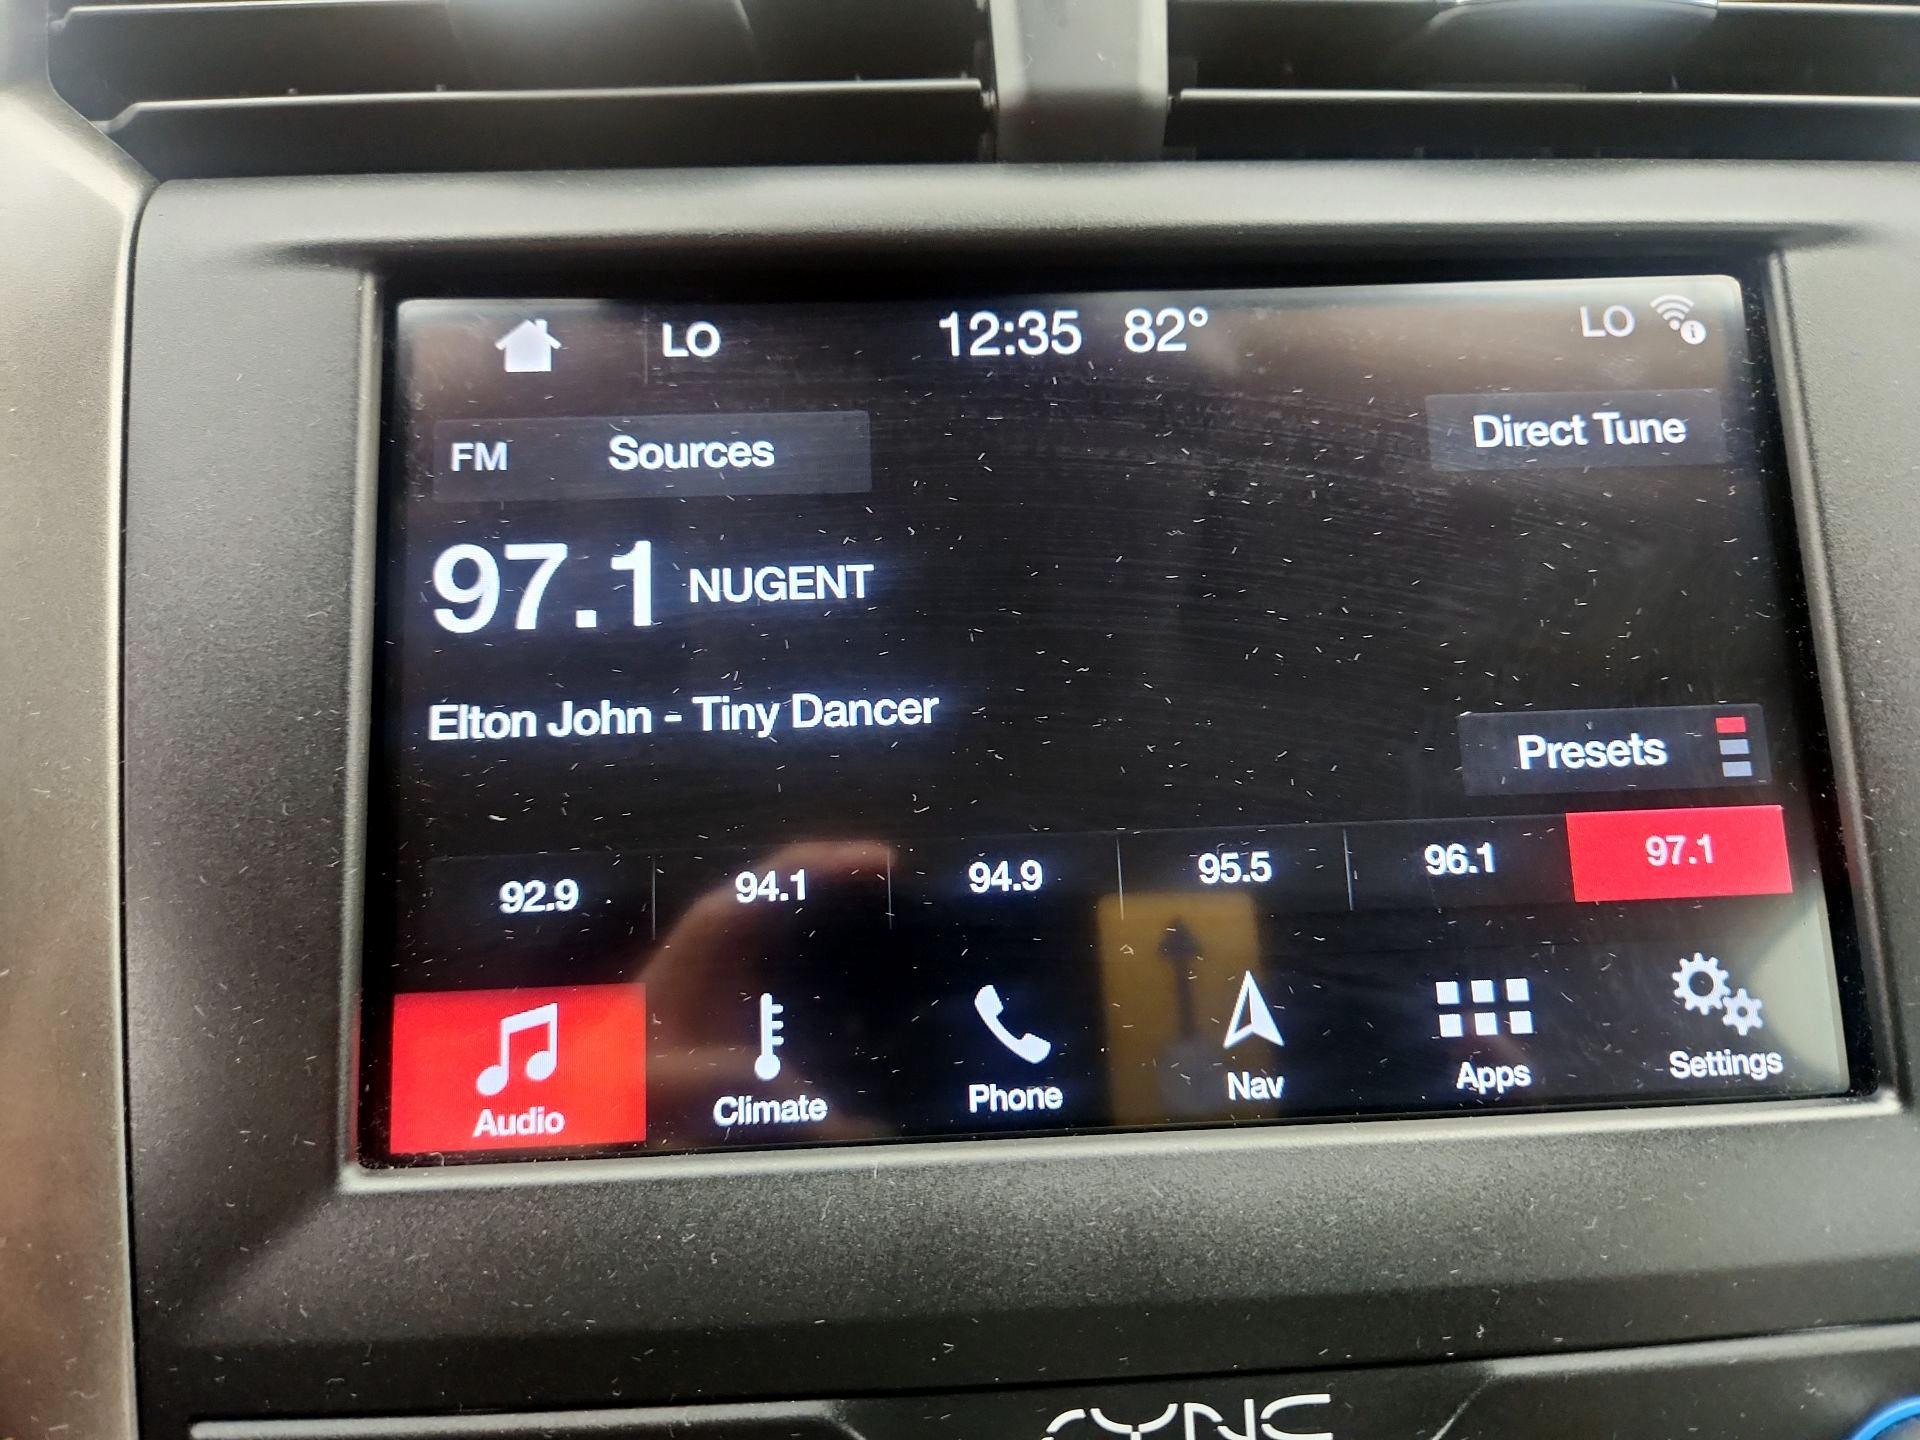 LO 12:35 82° LO
FM Sources Direct Tune
97.1 NUGENT
Elton John - Tiny Dancer
Presets
92.9 94.1 94.9 95.5 96.1 97.1
Audio Climate Phone Nav Apps Settings
SYNC